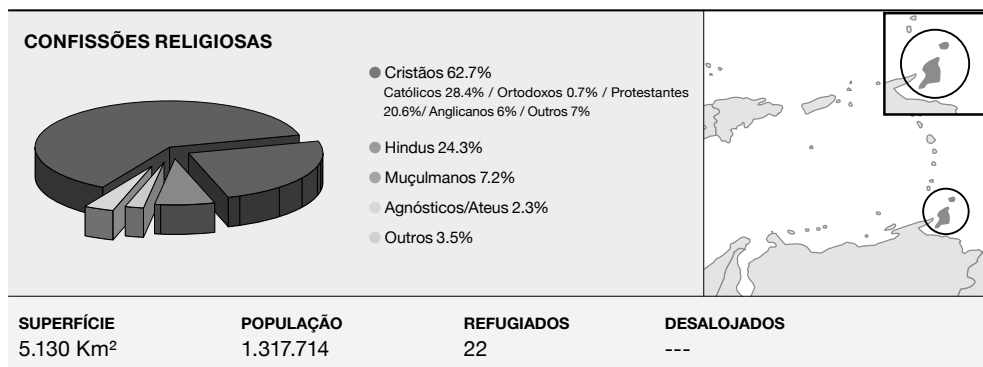 CONFISSÕES RELIGIOSAS
Cristãos 62.7%
Católicos 28.4% / Ortodoxos 0.7% / Protestantes
20.6%/ Anglicanos 6% / Outros 7%
Hindus 24.3%
Muçulmanos 7.2%
Agnósticos/Ateus 2.3%
Outros 3.5%
SUPERFÍCIE
5.130 Km²
POPULAÇÃO
1.317.714
REFUGIADOS
22
DESALOJADOS
---